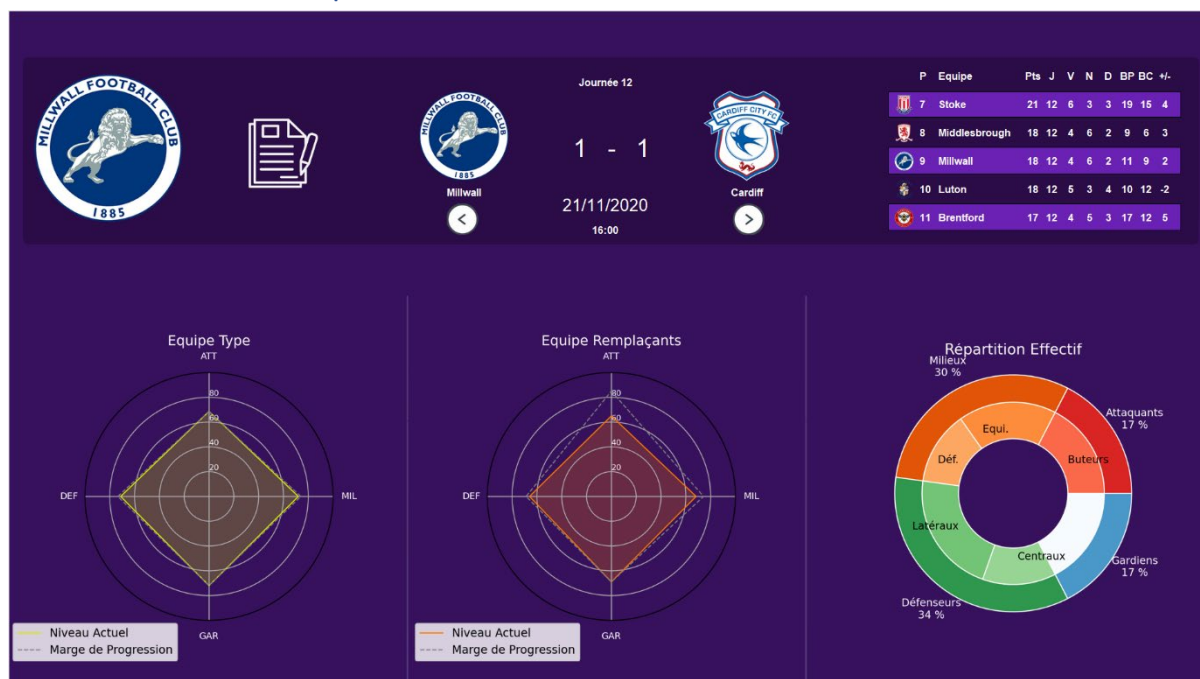 MILLWALL FOOTBALL CLUB
1885
Journée 12
MILLWALL FOOTBALL CLUB
1885
1 - 1
CARDIFF CITY FC
Millwall
Cardiff
<
21/11/2020
>
16:00
P Equipe Pts J V N D BP BC +/-
7 Stoke 21 12 6 3 3 19 15 4
8 Middlesbrough 18 12 4 6 2 9 6 3
9 Millwall 18 12 4 6 2 11 9 2
10 Luton 18 12 5 3 4 10 12 -2
11 Brentford 17 12 4 5 3 17 12 5
Equipe Type
ATT
80
60
40
20
DEF
MIL
GAR
Niveau Actuel
Marge de Progression
Equipe Remplaçants
ATT
80
60
40
20
DEF
MIL
GAR
Niveau Actuel
Marge de Progression
Répartition Effectif
Milieux
30 %
Attaquants
17 %
Equi.
Déf.
Buteurs
Latéraux
Centraux
Gardiens
17 %
Défenseurs
34 %